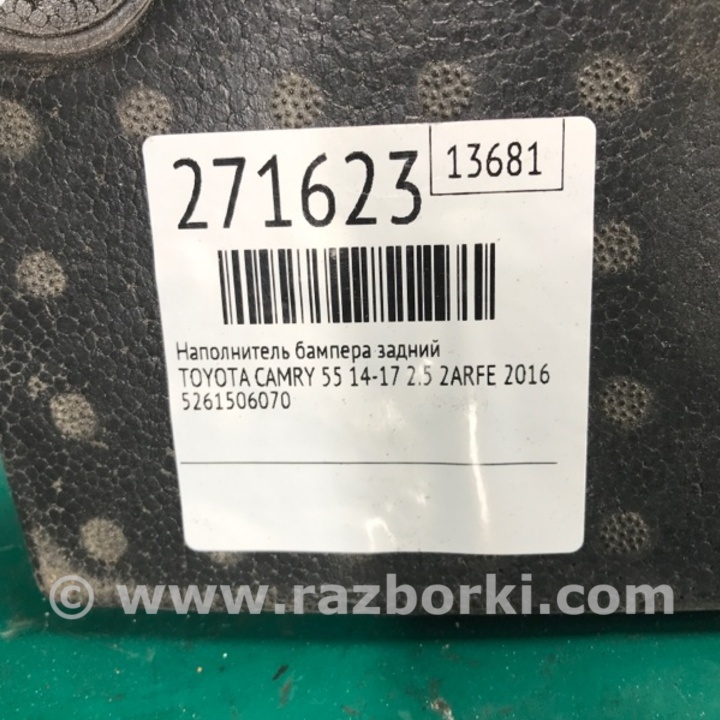 271623
13681
Наполнитель бампера задний
TOYOTA CAMRY 55 14-17 2.5 2ARFE 2016
5261506070
© www.razborki.com